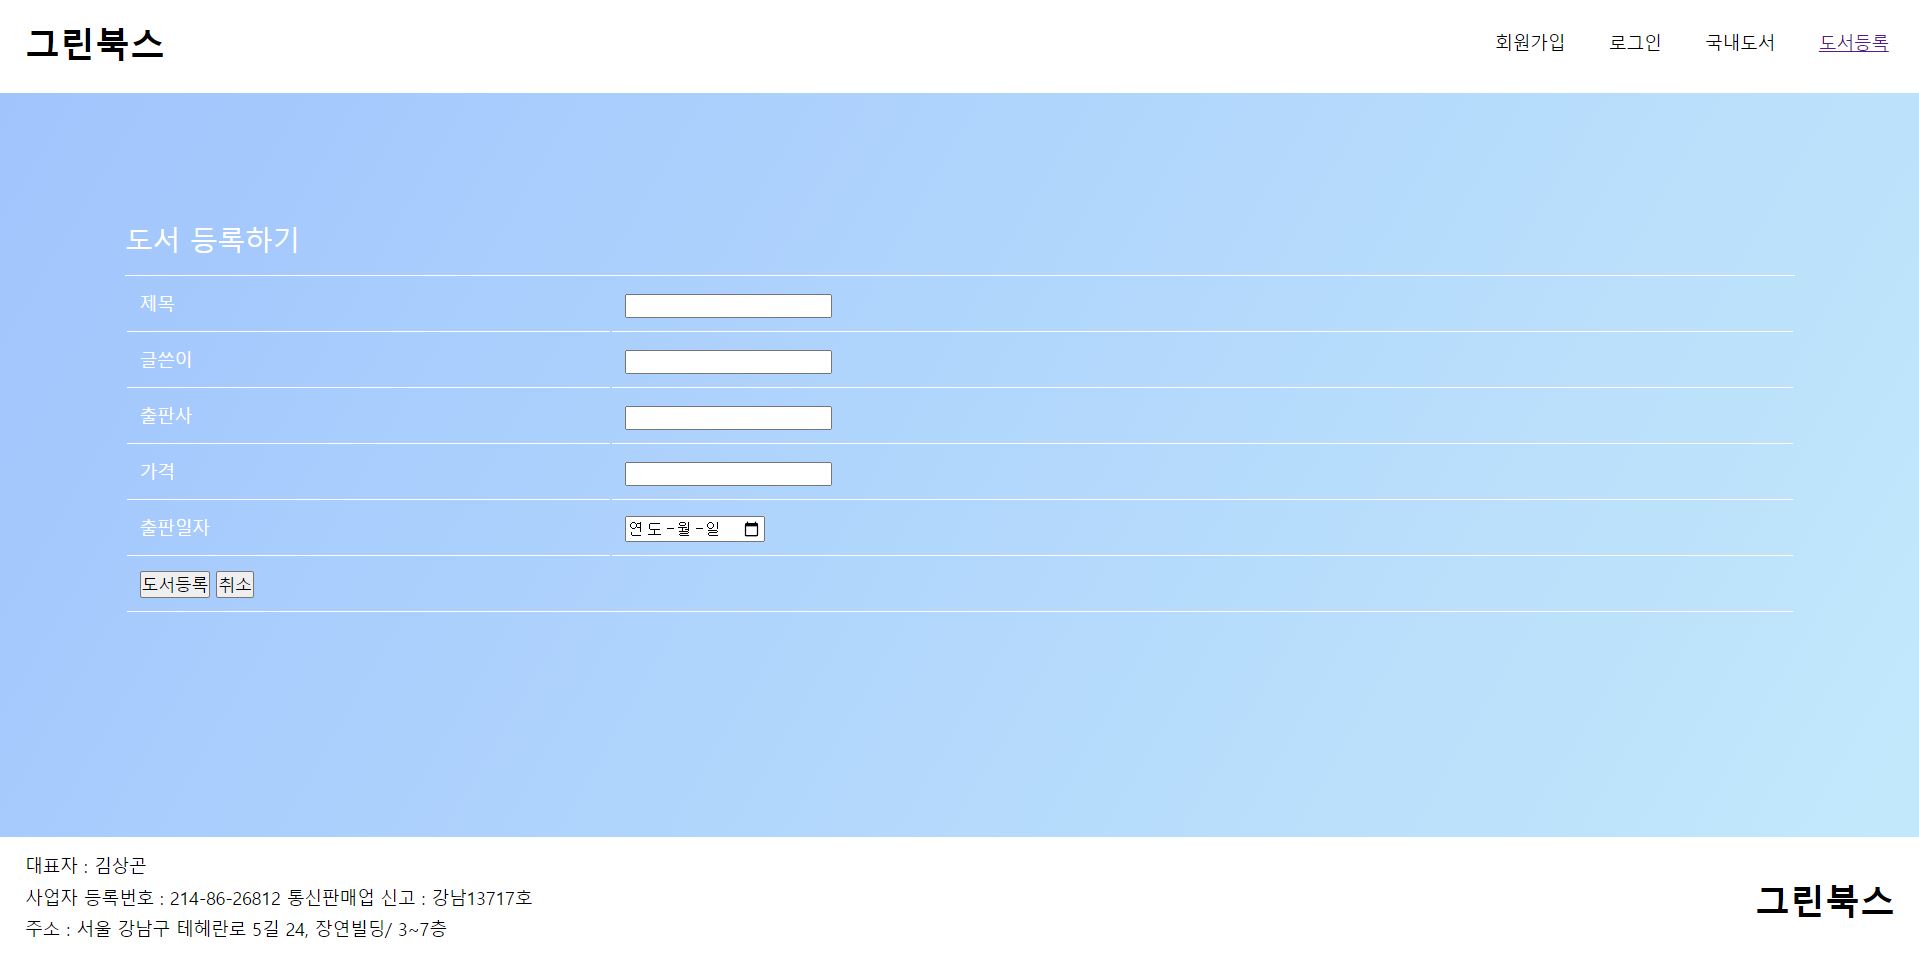 그린북스
회원가입 로그인 국내도서 도서등록
도서 등록하기
제목
글쓴이
출판사
가격
출판일자 연도-월-일
도서등록 취소
대표자 : 김상곤
사업자 등록번호 : 214-86-26812 통신판매업 신고 : 강남13717호
주소 : 서울 강남구 테헤란로 5길 24, 장연빌딩/ 3~7층
그린북스